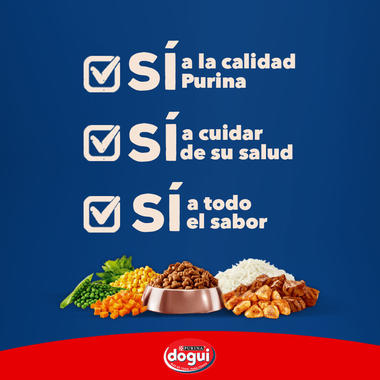 SÍ a la calidad
Purina
SÍ a cuidar
de su salud
SÍ a todo
el sabor
PURINA
dogui